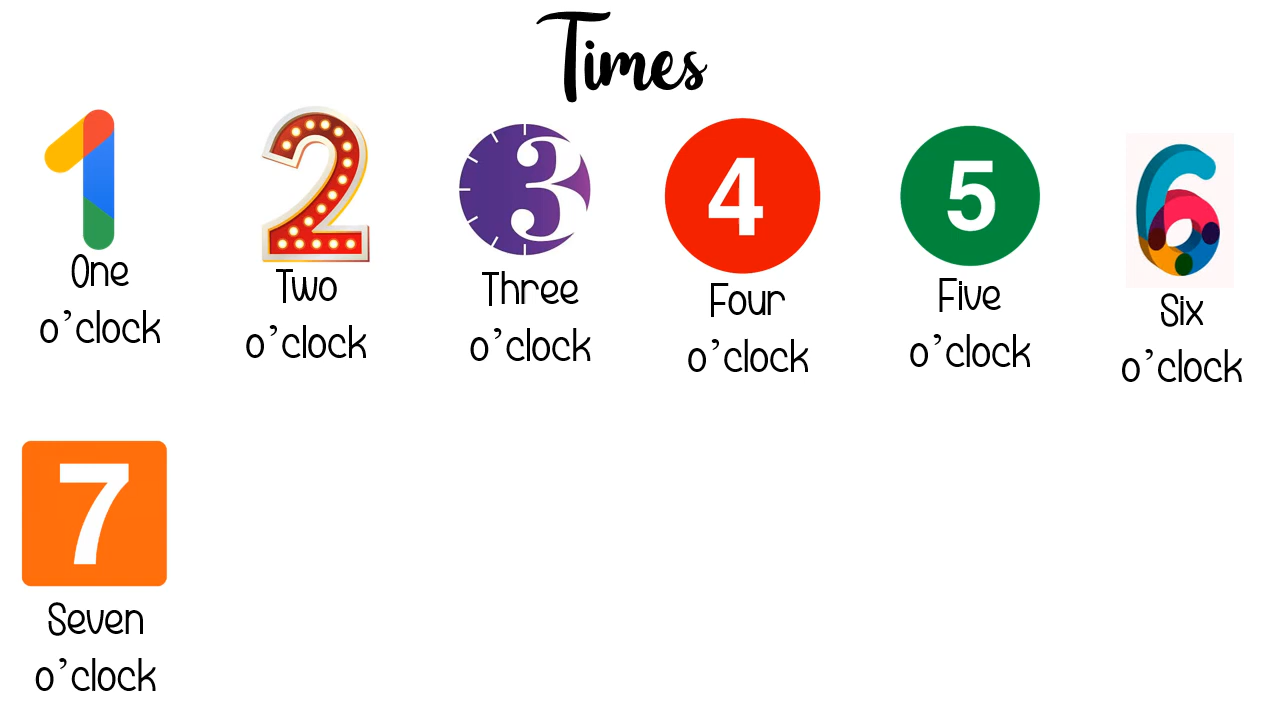 Times
1
2
3
4
5
6
One
o'clock
Two
o'clock
Three
o'clock
Four
o'clock
Five
o'clock
Six
o'clock
7
Seven
o'clock